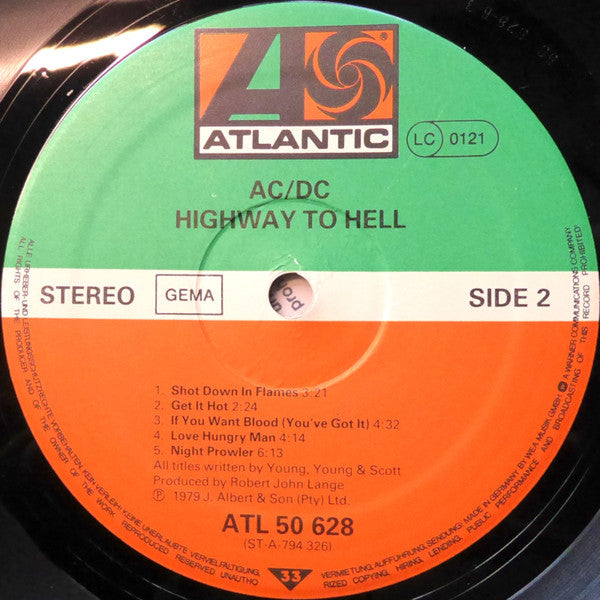 ATLANTIC
®
LC 0121
AC/DC
HIGHWAY TO HELL
STEREO GEMA SIDE 2
1. Shot Down In Flames 3:21
2. Get It Hot 2:24
3. If You Want Blood (You've Got It) 4:32
4. Love Hungry Man 4:14
5. Night Prowler 6:13
All titles written by Young, Young & Scott
Produced by Robert John Lange
℗ 1979 J. Albert & Son (Pty) Ltd.
ATL 50 628
(ST-A-794 326)
33
ALLE URHEBER- UND LEISTUNGSSCHUTZRECHTE VORBEHALTEN. KEIN VERLEIH! KEINE UNERLAUBTE VERVIELFÄLTIGUNG,
VERMIETUNG, AUFFÜHRUNG, SENDUNG! MADE IN GERMANY BY WEA MUSIK GMBH. A WARNER COMMUNICATIONS COMPANY
ALL RIGHTS OF THE PRODUCER AND OF THE OWNER OF THE WORK REPRODUCED RESERVED UNAUTHO
RIZED COPYING, HIRING, LENDING, PUBLIC PERFORMANCE AND BROADCASTING OF THIS RECORD PROHIBITED!